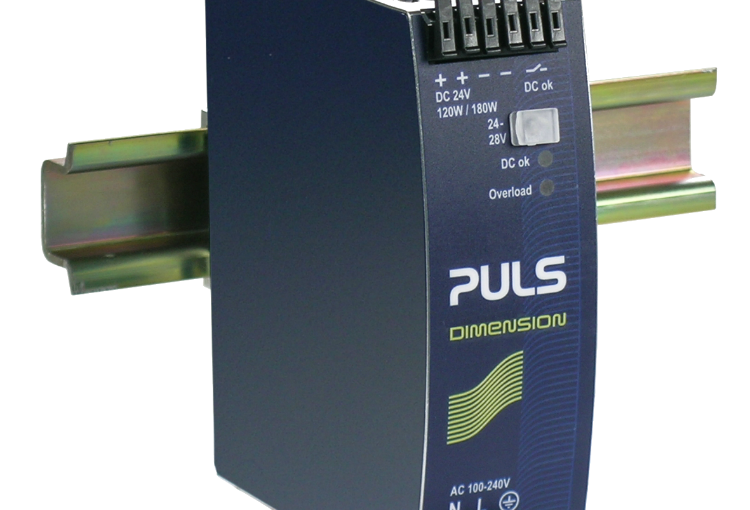 + + − −
DC 24V
DC ok
120W / 180W
24-
28V
DC ok
Overload
PULS
DIMENSION
AC 100-240V
N L